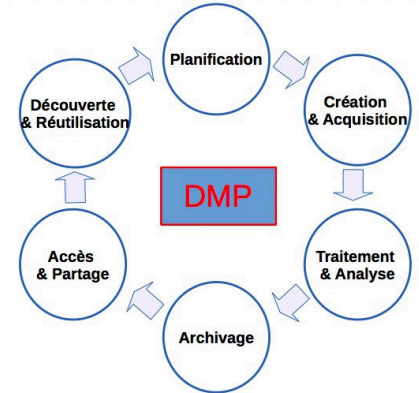 Planification
Création
& Acquisition
Traitement
& Analyse
Archivage
Accès
& Partage
Découverte
& Réutilisation
DMP